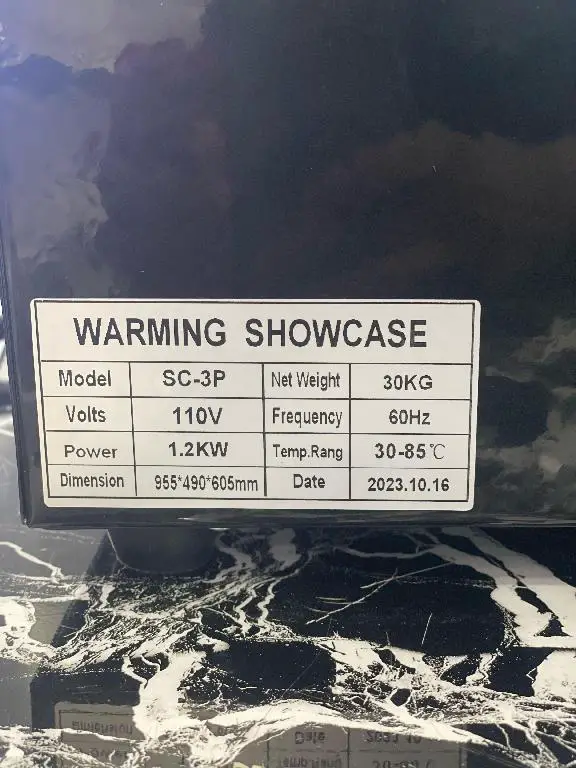 WARMING SHOWCASE
Model SC-3P Net Weight 30KG
Volts 110V Frequency 60Hz
Power 1.2KW Temp.Rang 30-85℃
Dimension 955*490*605mm Date 2023.10.16